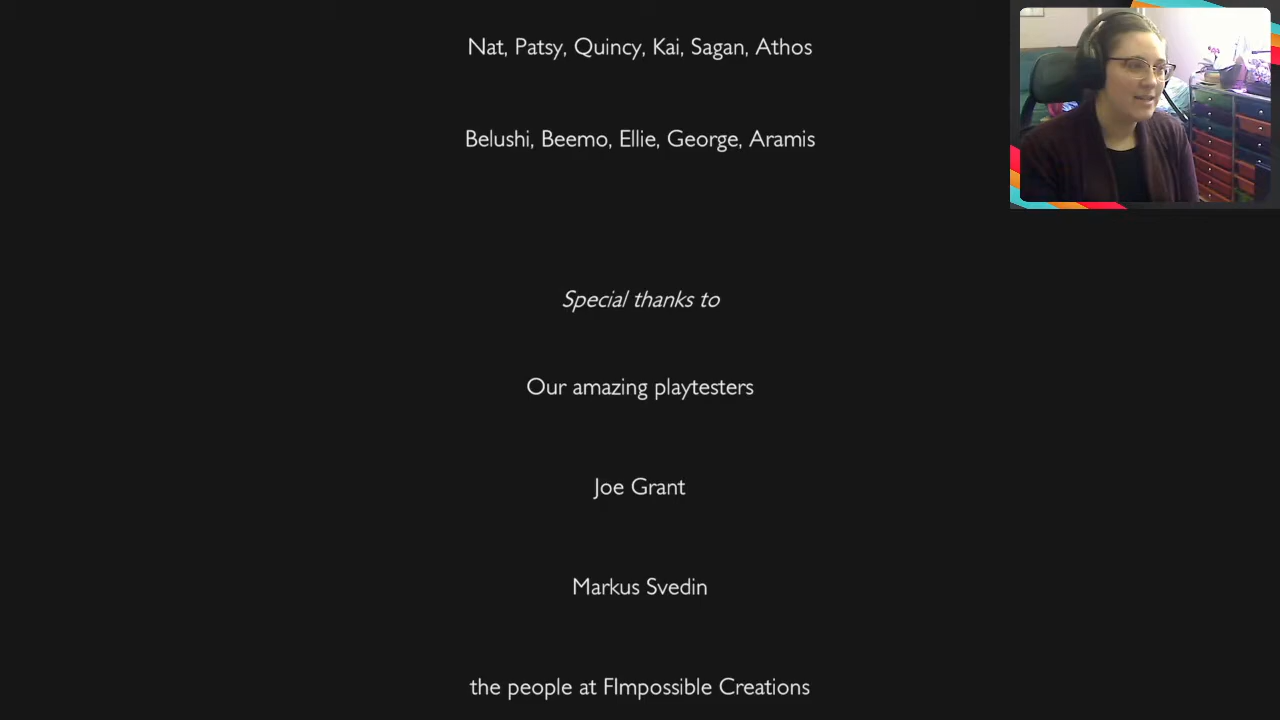 Nat, Patsy, Quincy, Kai, Sagan, Athos
Belushi, Beemo, Ellie, George, Aramis
Special thanks to
Our amazing playtesters
Joe Grant
Markus Svedin
the people at FImpossible Creations